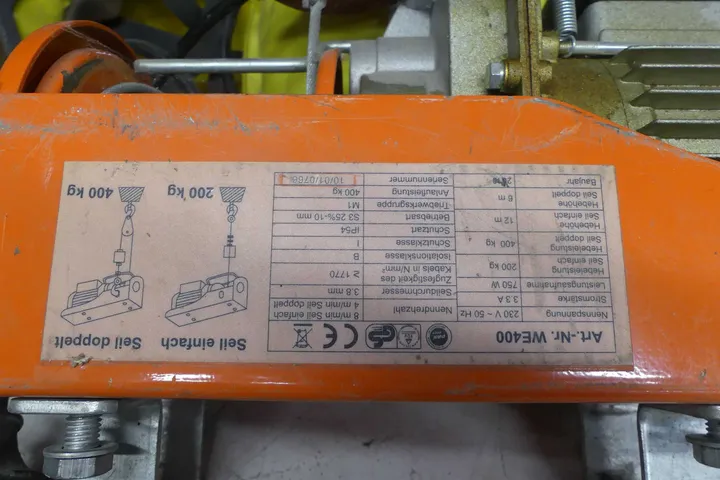 Art.-Nr. WE400
Nennspannung 230 V ~ 50 Hz
Stromstärke 3.3 A
Leistungsaufnahme 750 W
Hebeleistung Seil einfach 200 kg
Hebeleistung Seil doppelt 400 kg
Hebehöhe Seil einfach 12 m
Hebehöhe Seil doppelt 6 m
Baujahr
Nenndrehzahl 8 m/min Seil einfach
4 m/min Seil doppelt
Seildurchmesser 3.8 mm
Zugfestigkeit des Kabels in N/mm² ≥ 1770
Isolationsklasse B
Schutzklasse I
Schutzart IP54
Betriebsart S3 25%-10 mm
Triebwerksgruppe M1
Anlaufleistung 400 kg
Seriennummer
CE
Seil einfach
200 kg
Seil doppelt
400 kg